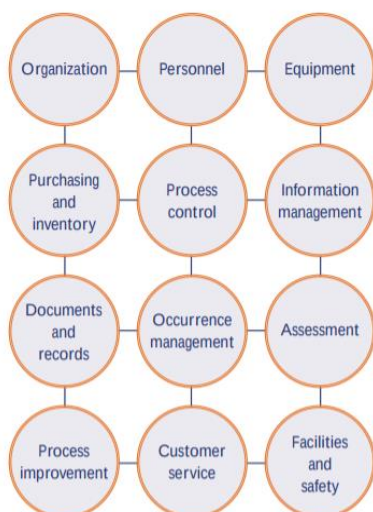 Organization
Personnel
Equipment
Purchasing
and
inventory
Process
control
Information
management
Documents
and
records
Occurrence
management
Assessment
Process
improvement
Customer
service
Facilities
and
safety